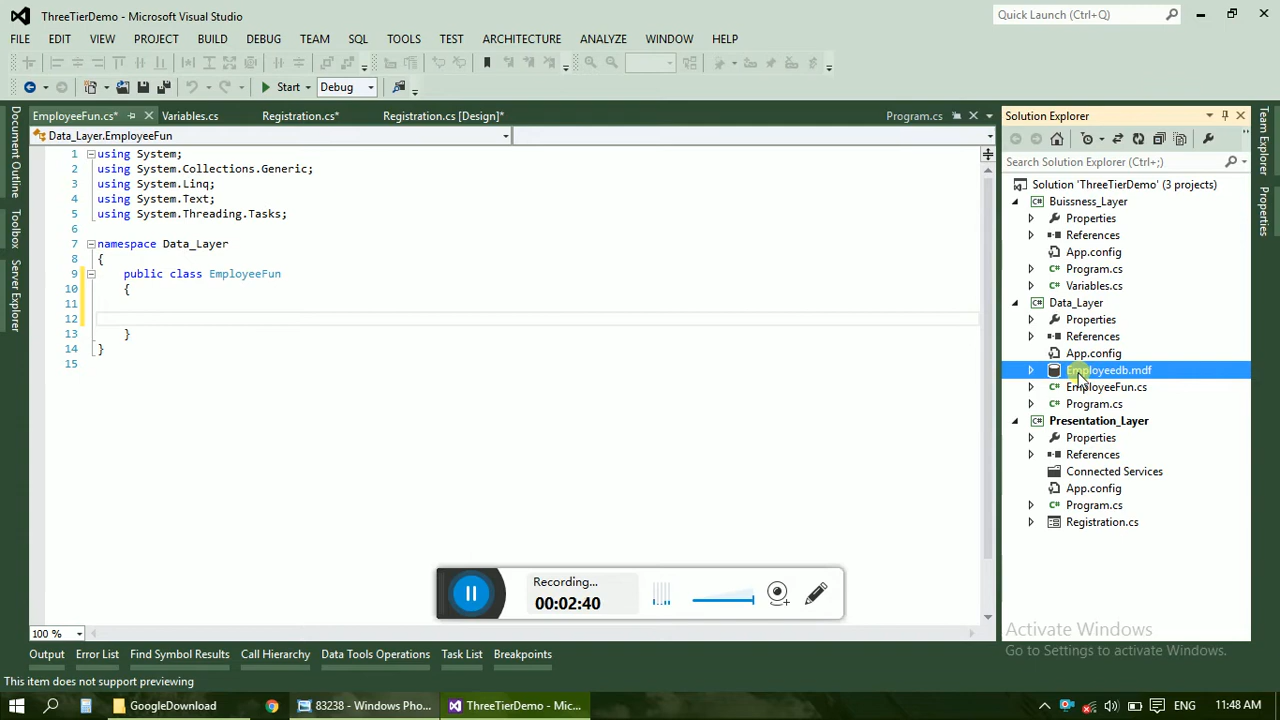 ThreeTierDemo - Microsoft Visual Studio
Quick Launch (Ctrl+Q)
FILE EDIT VIEW PROJECT BUILD DEBUG TEAM SQL TOOLS TEST ARCHITECTURE ANALYZE WINDOW HELP
Start Debug
Document Outline
Toolbox
Server Explorer
EmployeeFun.cs* Variables.cs Registration.cs* Registration.cs [Design]* Program.cs
Data_Layer.EmployeeFun
1 using System;
2 using System.Collections.Generic;
3 using System.Linq;
4 using System.Text;
5 using System.Threading.Tasks;
6
7 namespace Data_Layer
8 {
9 public class EmployeeFun
10 {
11
12
13 }
14 }
15
100 %
Solution Explorer
Search Solution Explorer (Ctrl+;)
Solution 'ThreeTierDemo' (3 projects)
Buissness_Layer
Properties
References
App.config
Program.cs
Variables.cs
Data_Layer
Properties
References
App.config
Employeedb.mdf
EmployeeFun.cs
Program.cs
Presentation_Layer
Properties
References
Connected Services
App.config
Program.cs
Registration.cs
Team Explorer
Properties
Recording...
00:02:40
Activate Windows
Go to Settings to activate Windows.
Output Error List Find Symbol Results Call Hierarchy Data Tools Operations Task List Breakpoints
This item does not support previewing
GoogleDownload 83238 - Windows Pho... ThreeTierDemo - Mic... ENG 11:48 AM